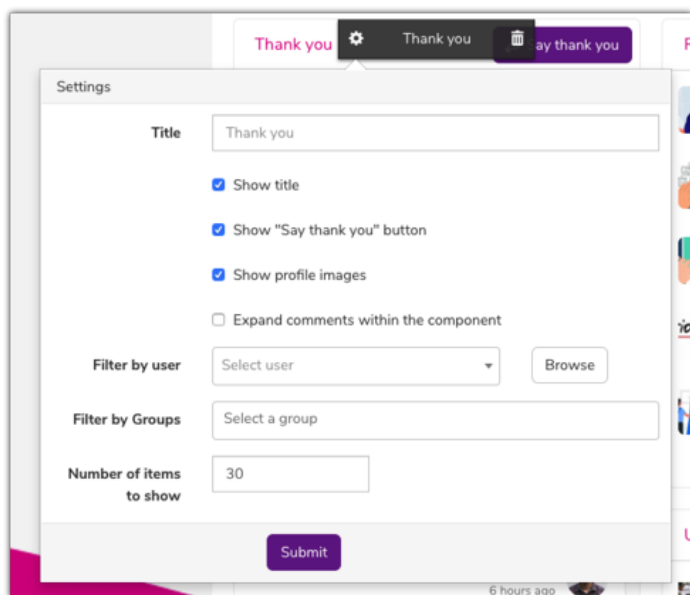 Thank you
Thank you
ay thank you
Settings
Title
Thank you
Show title
Show "Say thank you" button
Show profile images
Expand comments within the component
Filter by user
Select user
Browse
Filter by Groups
Select a group
Number of items
to show
30
Submit
6 hours ago